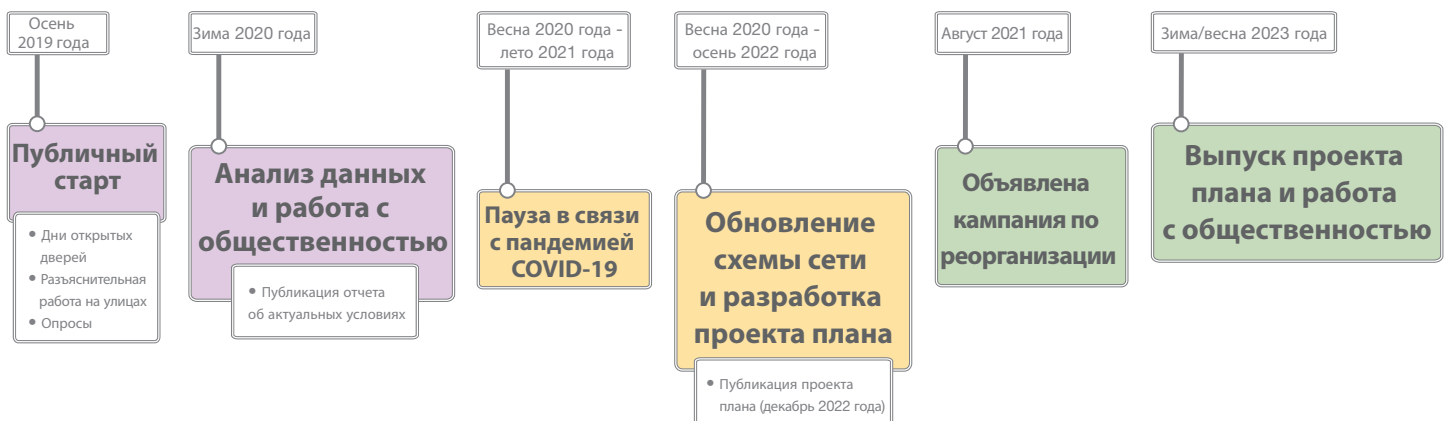 Осень
2019 года
Публичный
старт
• Дни открытых
дверей
• Разъяснительная
работа на улицах
• Опросы
Зима 2020 года
Анализ данных
и работа с
общественностью
• Публикация отчета
об актуальных условиях
Весна 2020 года -
лето 2021 года
Пауза в связи
с пандемией
COVID-19
Весна 2020 года -
осень 2022 года
Обновление
схемы сети
и разработка
проекта плана
• Публикация проекта
плана (декабрь 2022 года)
Август 2021 года
Объявлена
кампания по
реорганизации
Зима/весна 2023 года
Выпуск проекта
плана и работа
с общественностью